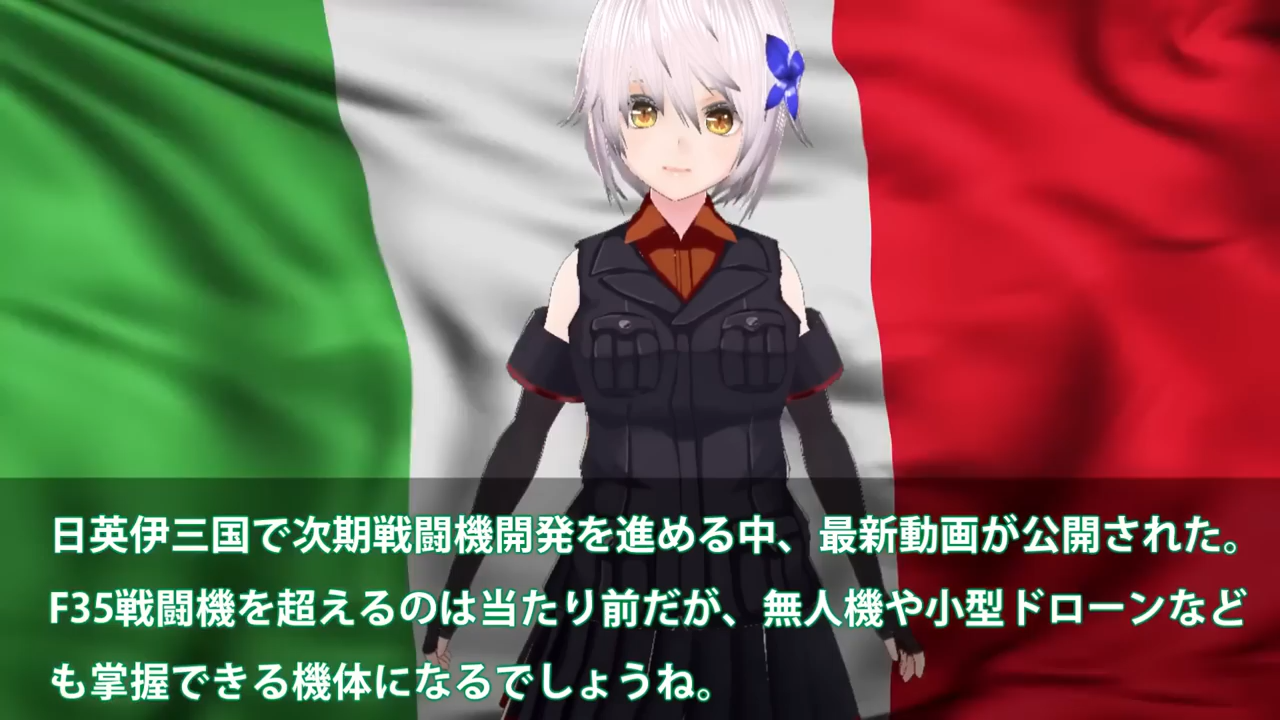 日英伊三国で次期戦闘機開発を進める中、最新動画が公開された。
F35戦闘機を超えるのは当たり前だが、無人機や小型ドローンなど
も掌握できる機体になるでしょうね。